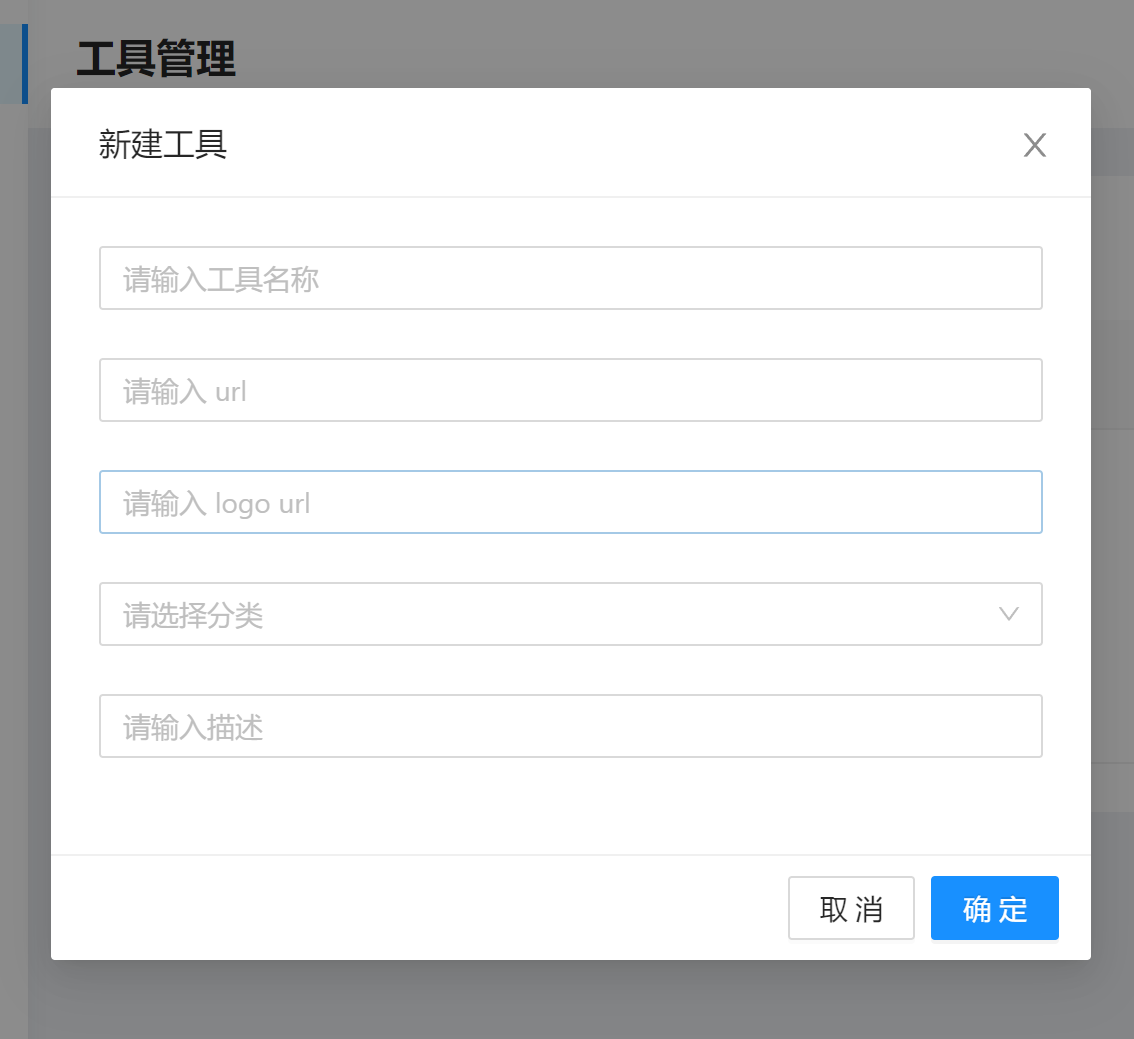 工具管理
新建工具
请输入工具名称
请输入 url
请输入 logo url
请选择分类
请输入描述
取 消
确 定